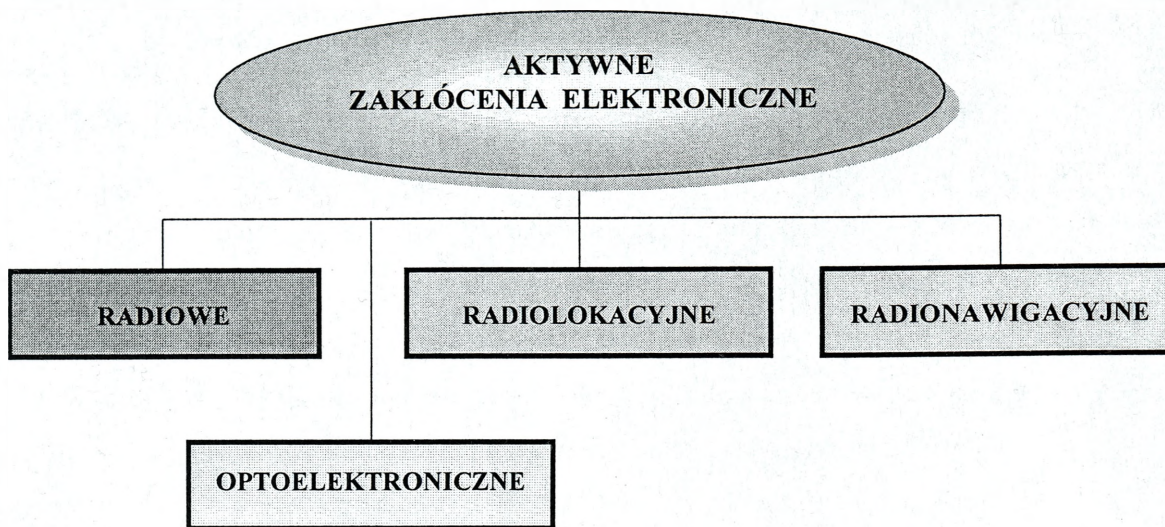 AKTYWNE
ZAKŁÓCENIA ELEKTRONICZNE
RADIOWE
RADIOLOKACYJNE
RADIONAWIGACYJNE
OPTOELEKTRONICZNE